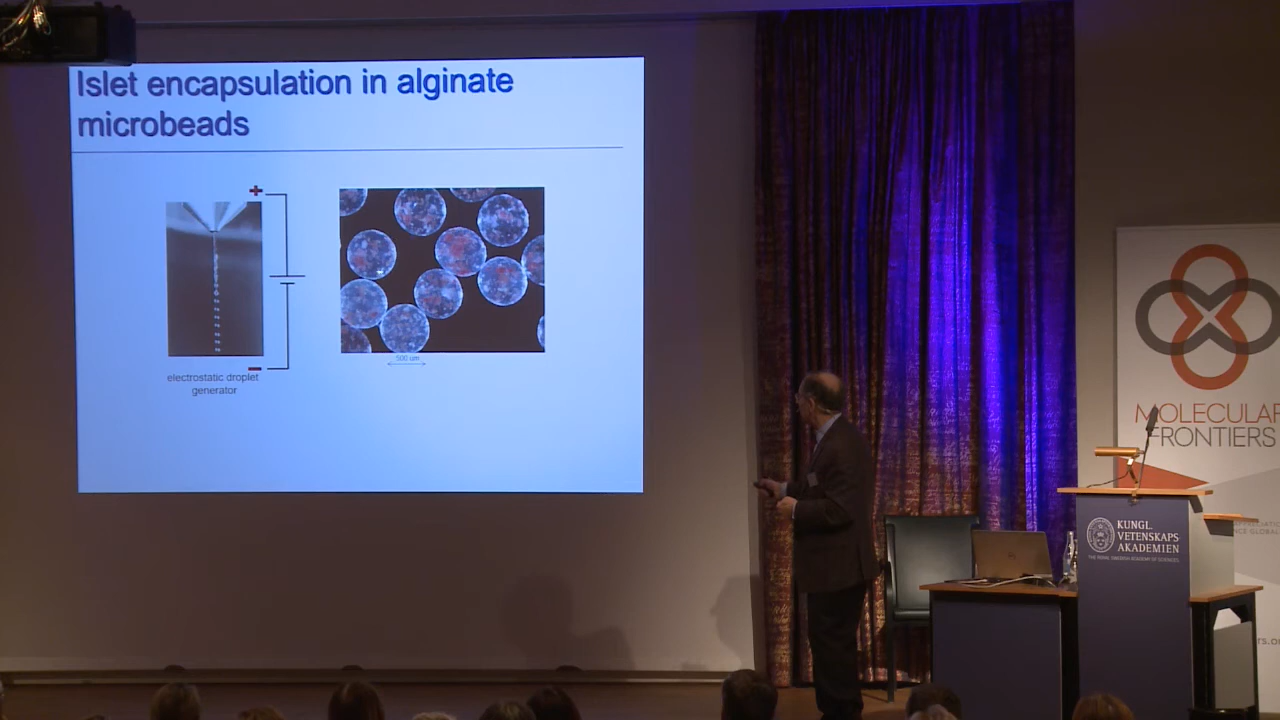 Islet encapsulation in alginate
microbeads
+
500 um
−
electrostatic droplet
generator
MOLECULAR
FRONTIERS
KUNGL.
VETENSKAPS
AKADEMIEN
THE ROYAL SWEDISH ACADEMY OF SCIENCES